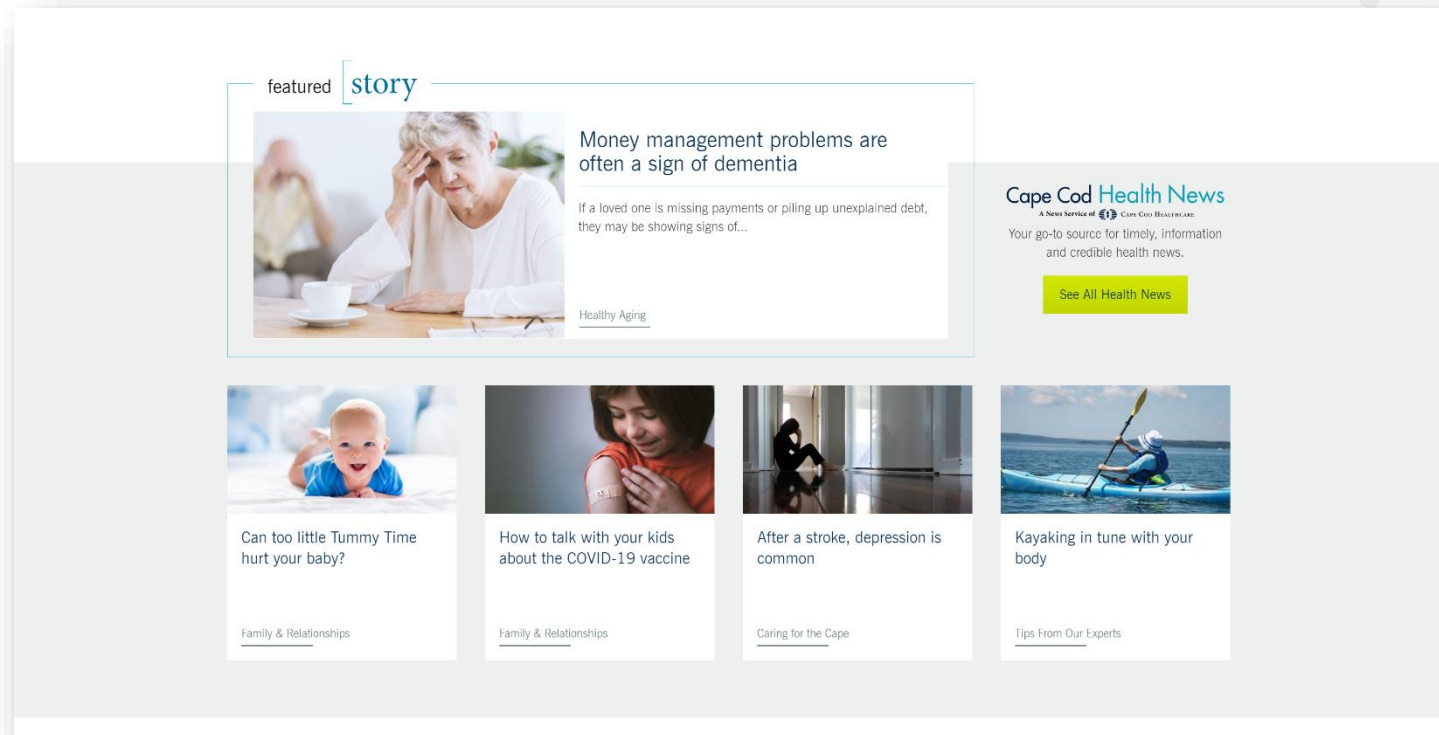 featured story
Money management problems are
often a sign of dementia
If a loved one is missing payments or piling up unexplained debt,
they may be showing signs of...
Healthy Aging
Cape Cod Health News
A News Service of CAPE COD HEALTHCARE
Your go-to source for timely, information
and credible health news.
See All Health News
Can too little Tummy Time
hurt your baby?
Family & Relationships
How to talk with your kids
about the COVID-19 vaccine
Family & Relationships
After a stroke, depression is
common
Caring for the Cape
Kayaking in tune with your
body
Tips From Our Experts